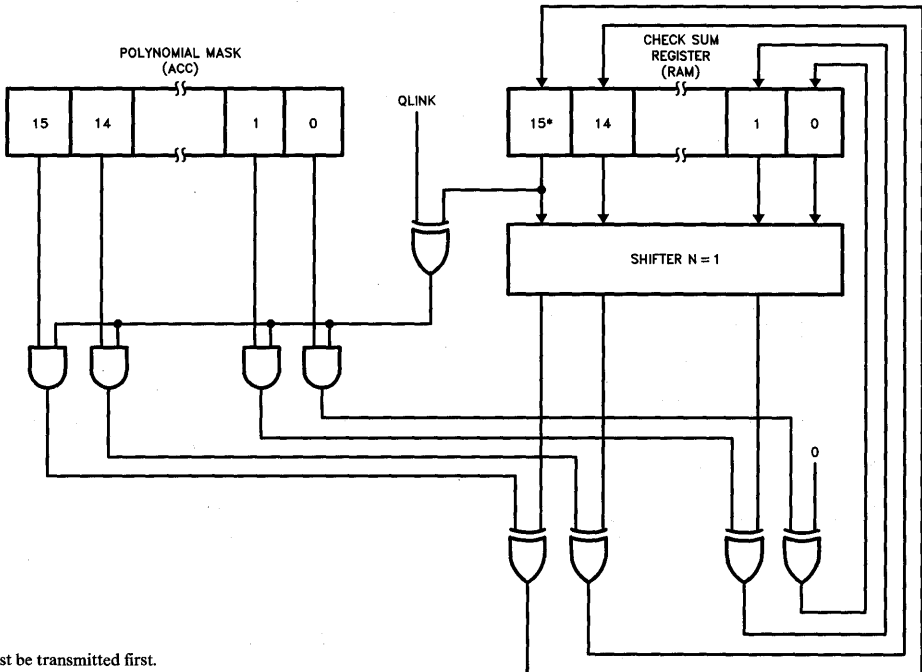 POLYNOMIAL MASK
(ACC)
CHECK SUM
REGISTER
(RAM)
QLINK
15 14 1 0
15* 14 1 0
SHIFTER N = 1
0
st be transmitted first.